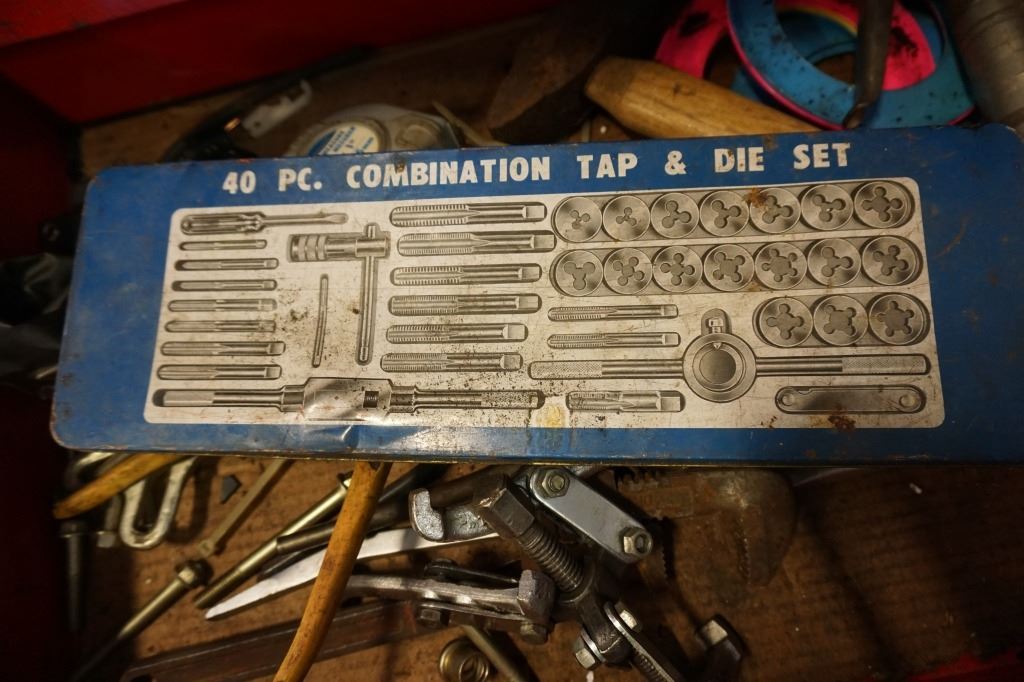 40 PC. COMBINATION TAP & DIE SET